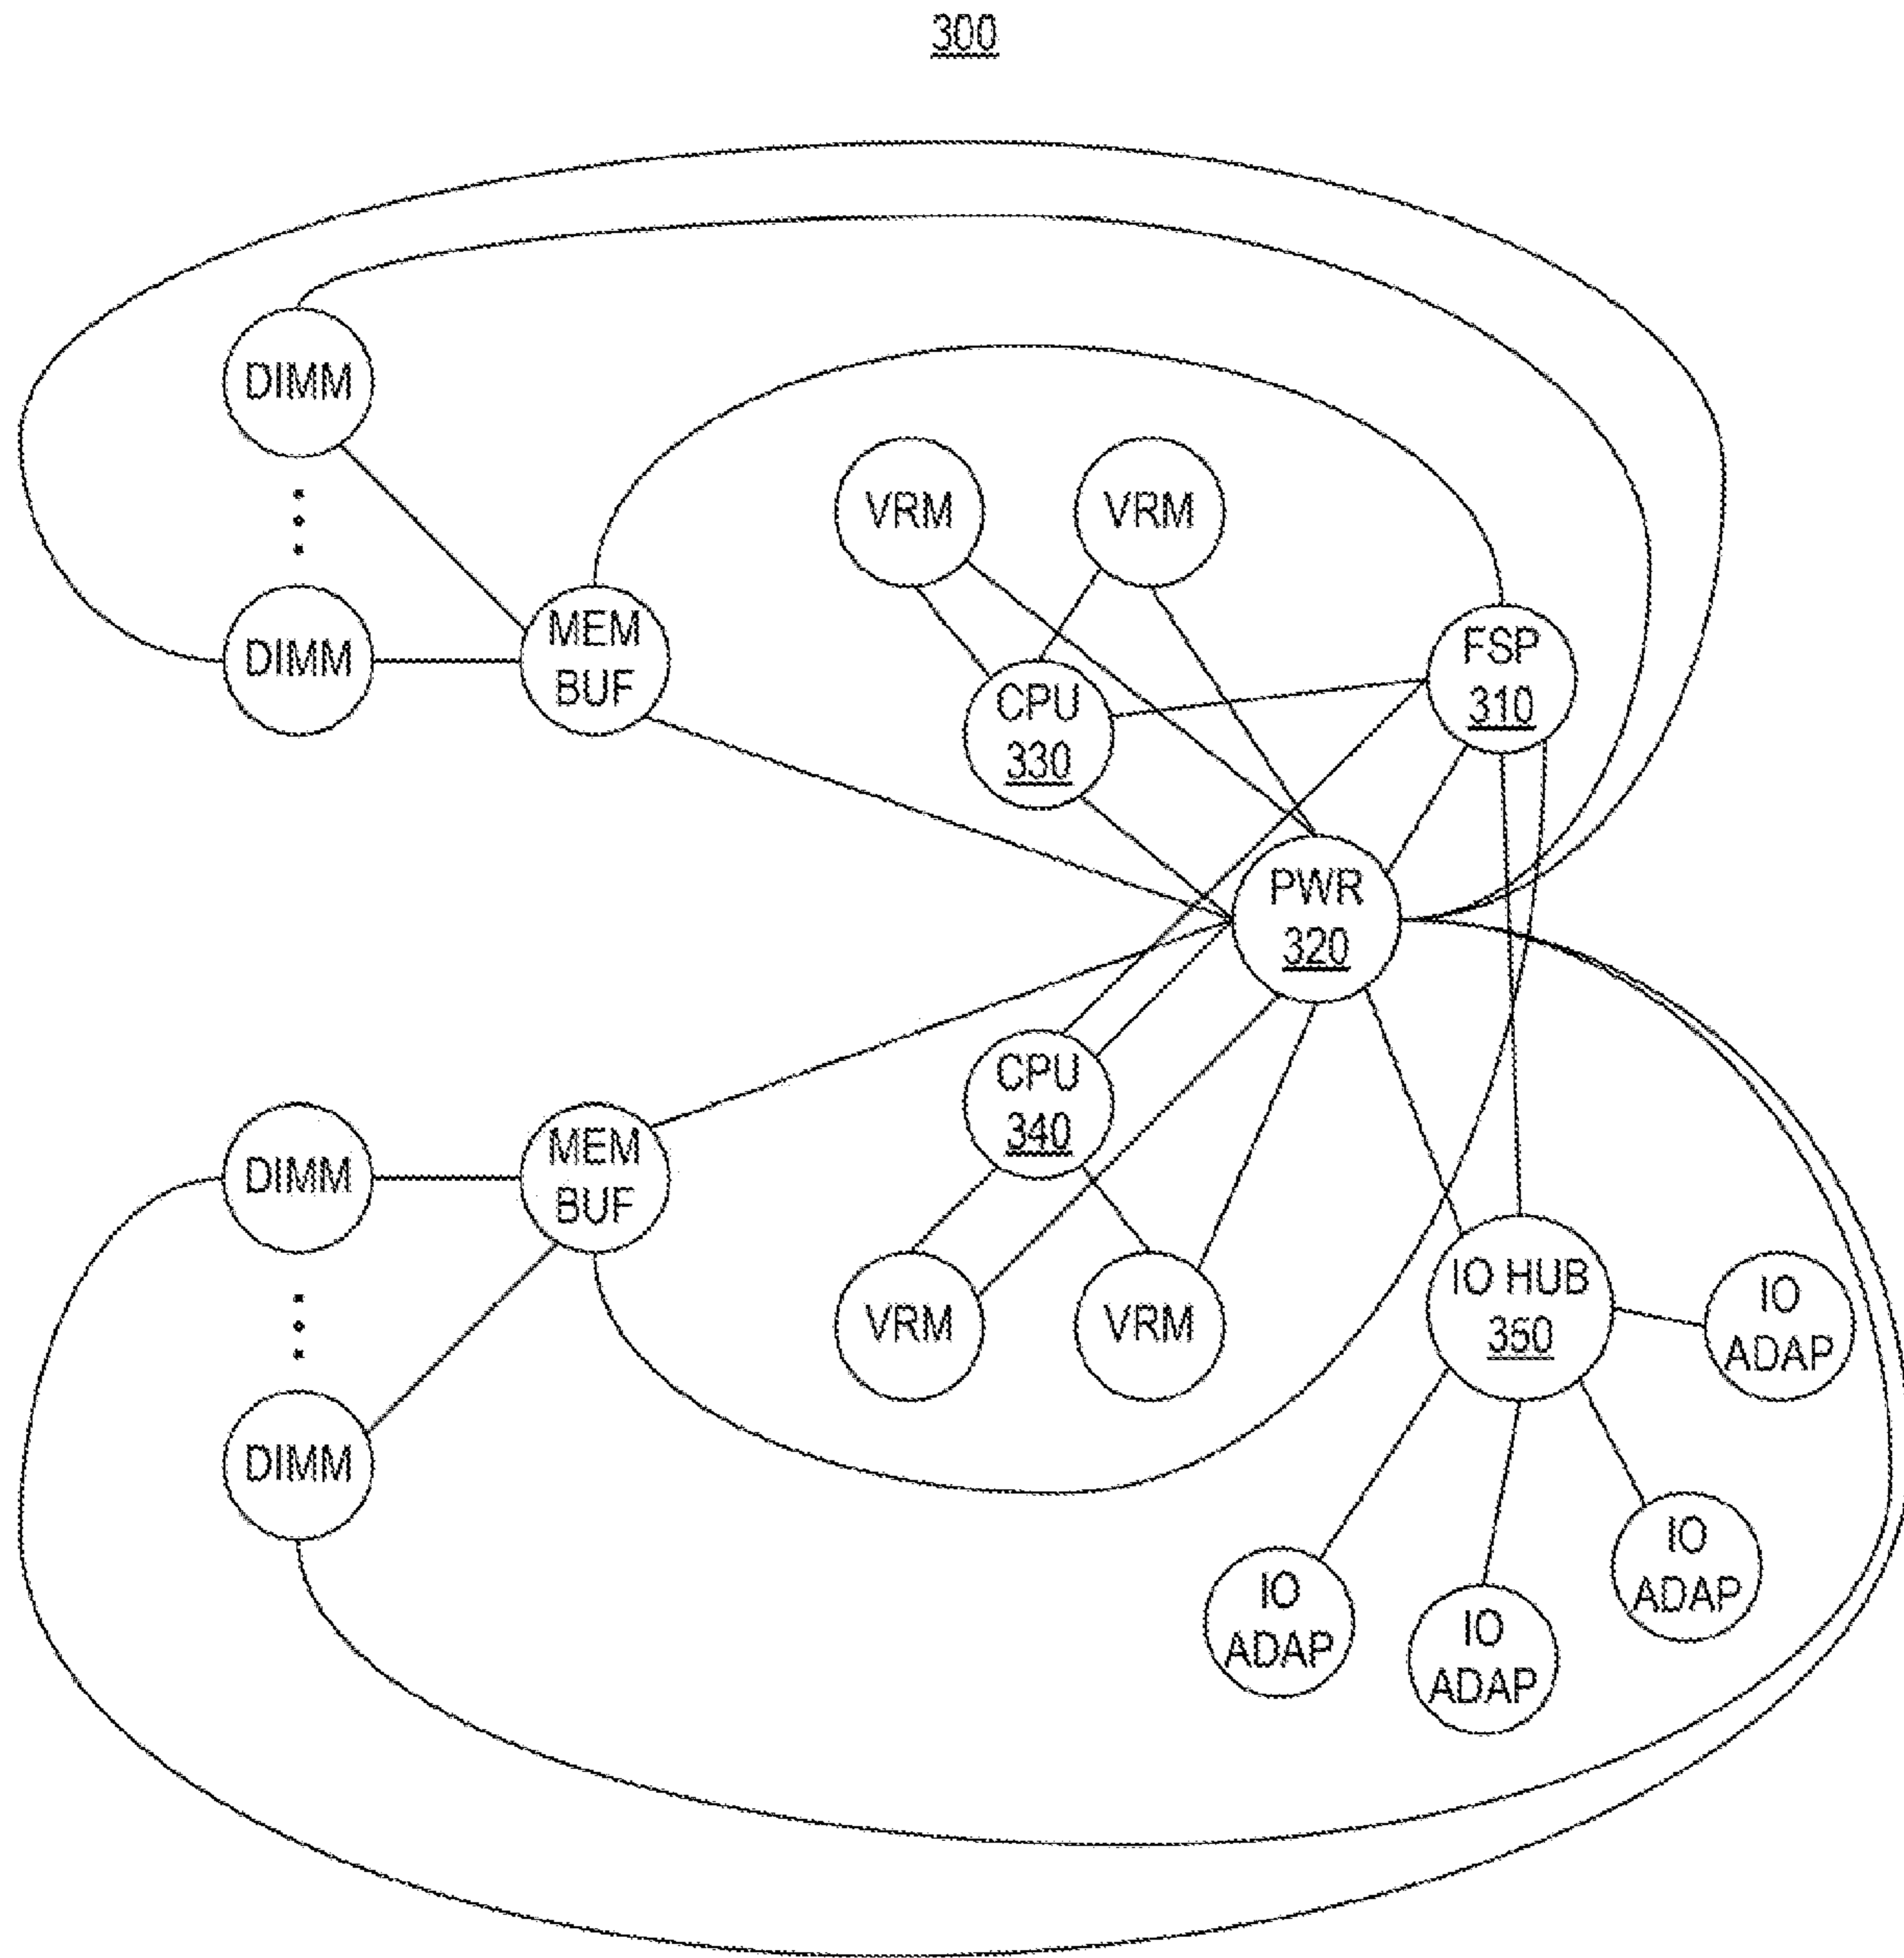 300
DIMM
VRM
VRM
DIMM
MEM
BUF
FSP
310
CPU
330
PWR
320
CPU
340
DIMM
MEM
BUF
VRM
VRM
IO HUB
350
IO
ADAP
DIMM
IO
ADAP
IO
ADAP
IO
ADAP